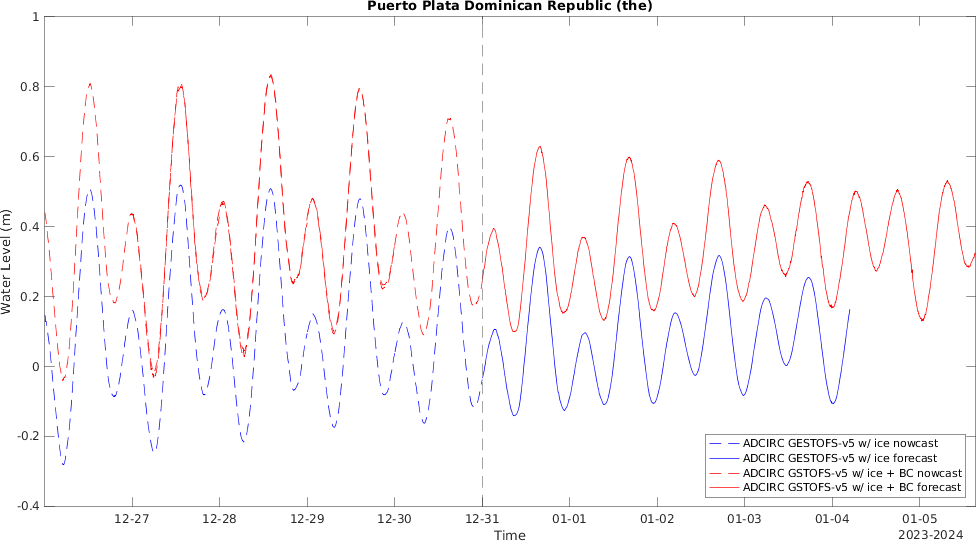 Puerto Plata Dominican Republic (the)
1
0.8
0.6
0.4
0.2
0
-0.2
-0.4
Water Level (m)
12-27 12-28 12-29 12-30 12-31 01-01 01-02 01-03 01-04 01-05
Time
2023-2024
ADCIRC GESTOFS-v5 w/ ice nowcast
ADCIRC GESTOFS-v5 w/ ice forecast
ADCIRC GSTOFS-v5 w/ ice + BC nowcast
ADCIRC GSTOFS-v5 w/ ice + BC forecast